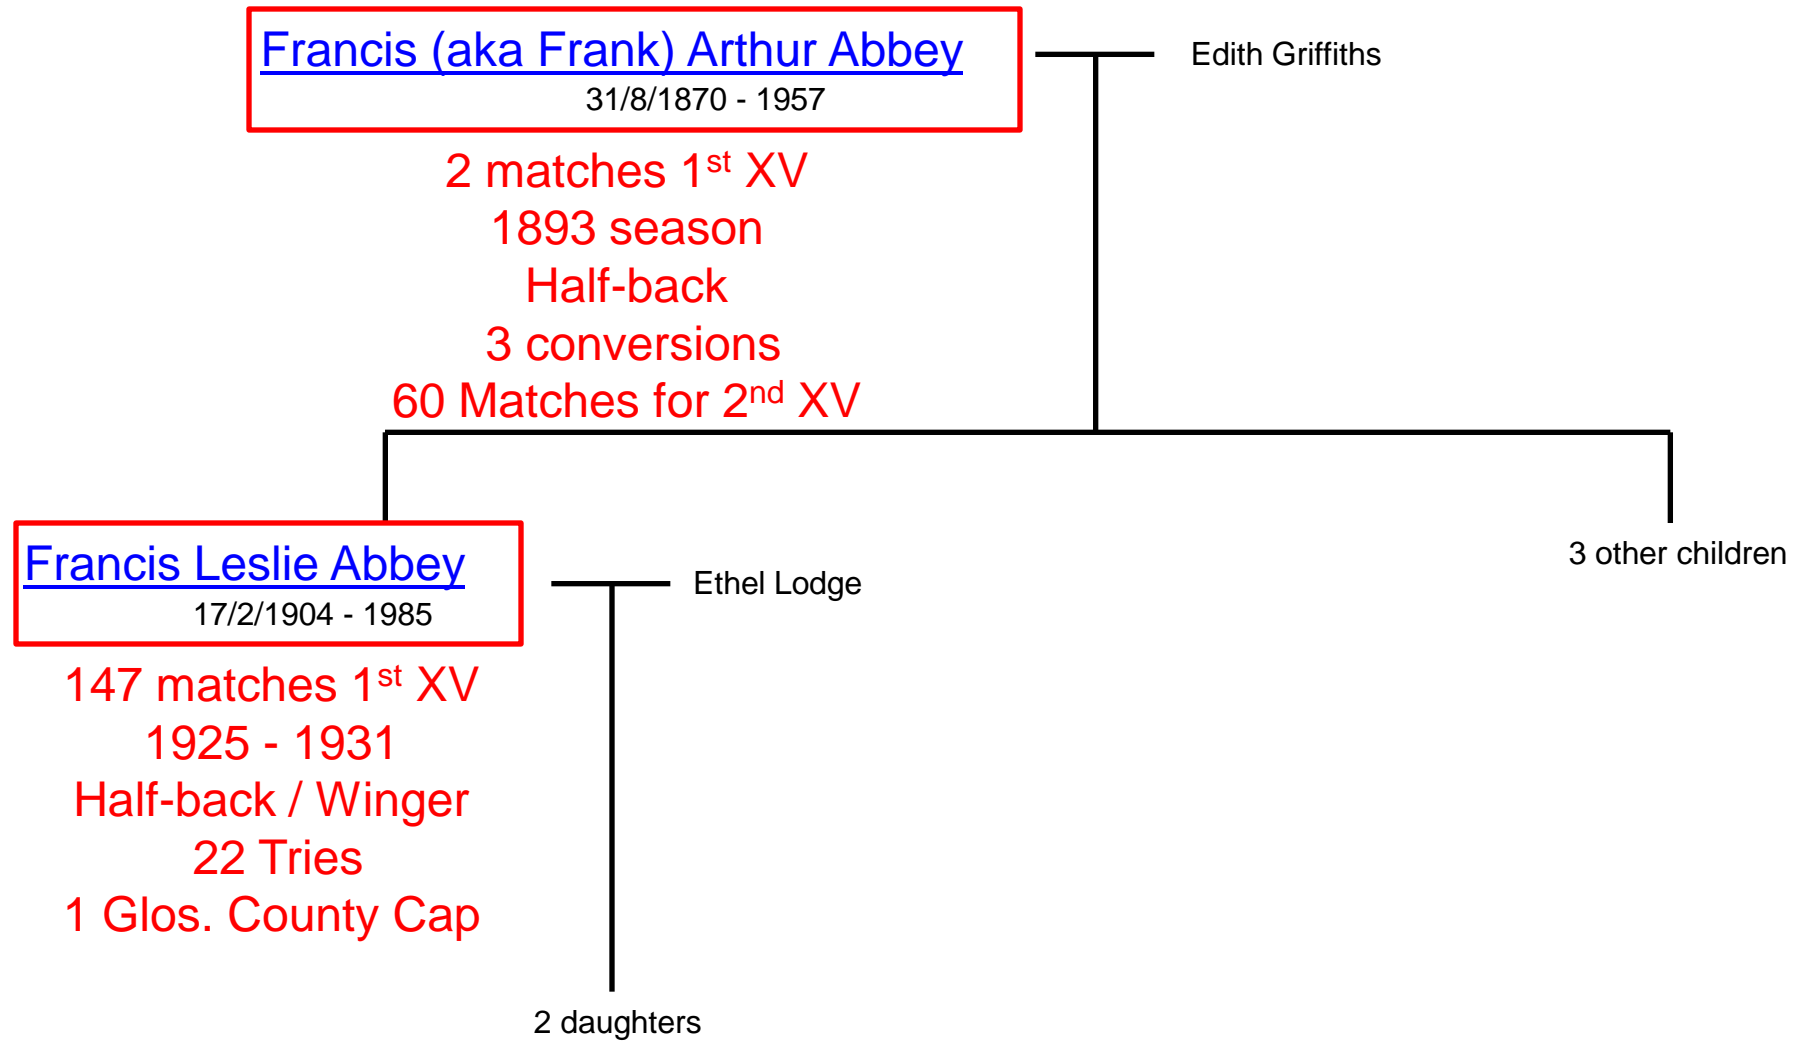 Francis (aka Frank) Arthur Abbey
Edith Griffiths
31/8/1870 - 1957
2 matches 1st XV
1893 season
Half-back
3 conversions
60 Matches for 2nd XV
Francis Leslie Abbey
17/2/1904 - 1985
Ethel Lodge
3 other children
147 matches 1st XV
1925 - 1931
Half-back / Winger
22 Tries
1 Glos. County Cap
2 daughters